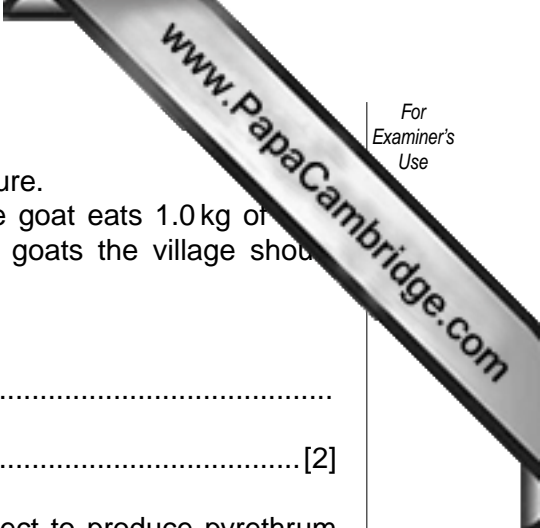 www.PapaCambridge.com
For
Examiner's
Use
ure.
goat eats 1.0 kg of
goats the village shou
.......................................
....................................[2]
ect to produce pyrethrum